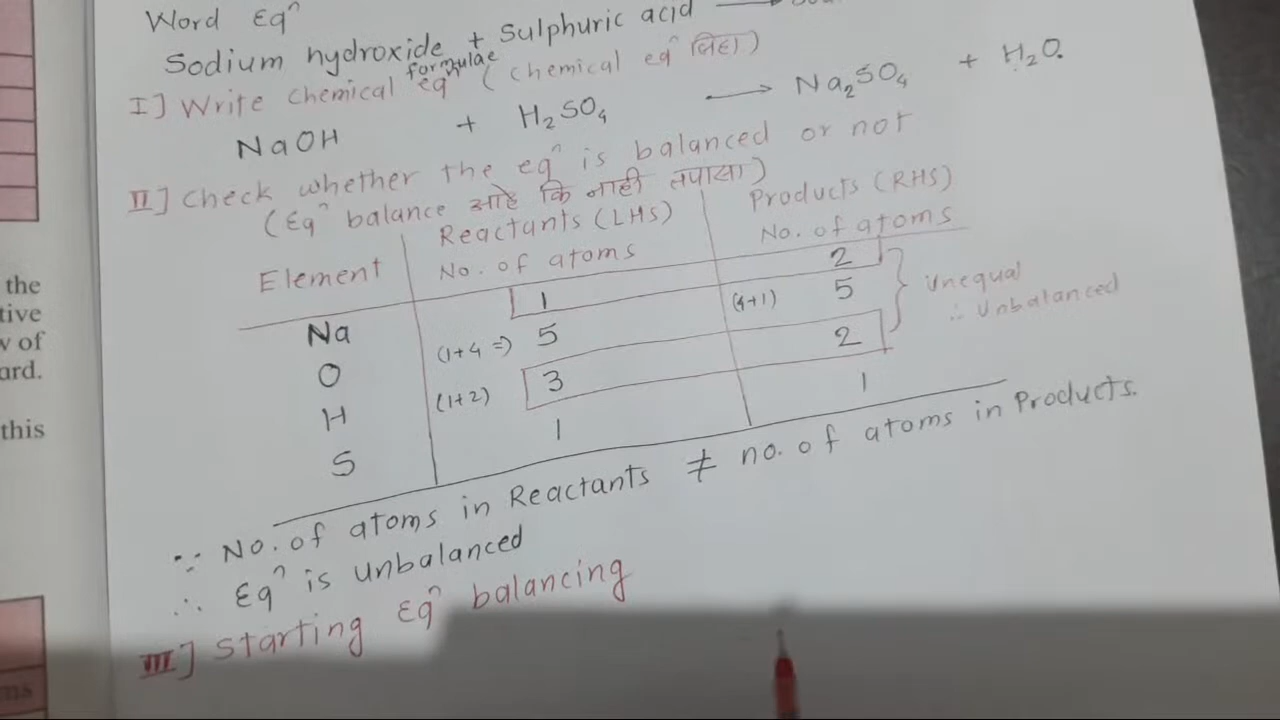 the
tive
of
ard.
this
Word Eqⁿ
Sodium hydroxide + Sulphuric acid ⟶
I] Write chemical formulae eqⁿ (chemical eqⁿ लिहा)
NaOH + H₂SO₄ ⟶ Na₂SO₄ + H₂O.
II] Check whether the eqⁿ is balanced or not
(Eqⁿ balance आहे कि नाही तपासा)
Element Reactants (LHS) No. of atoms Products (RHS) No. of atoms
Na 1 2
O (1+4 =) 5 (4+1) 5
H (1+2) 3 2
S 1 1
Unequal
∴ Unbalanced
∵ No. of atoms in Reactants ≠ no. of atoms in Products.
∴ Eqⁿ is unbalanced
III] Starting Eqⁿ balancing